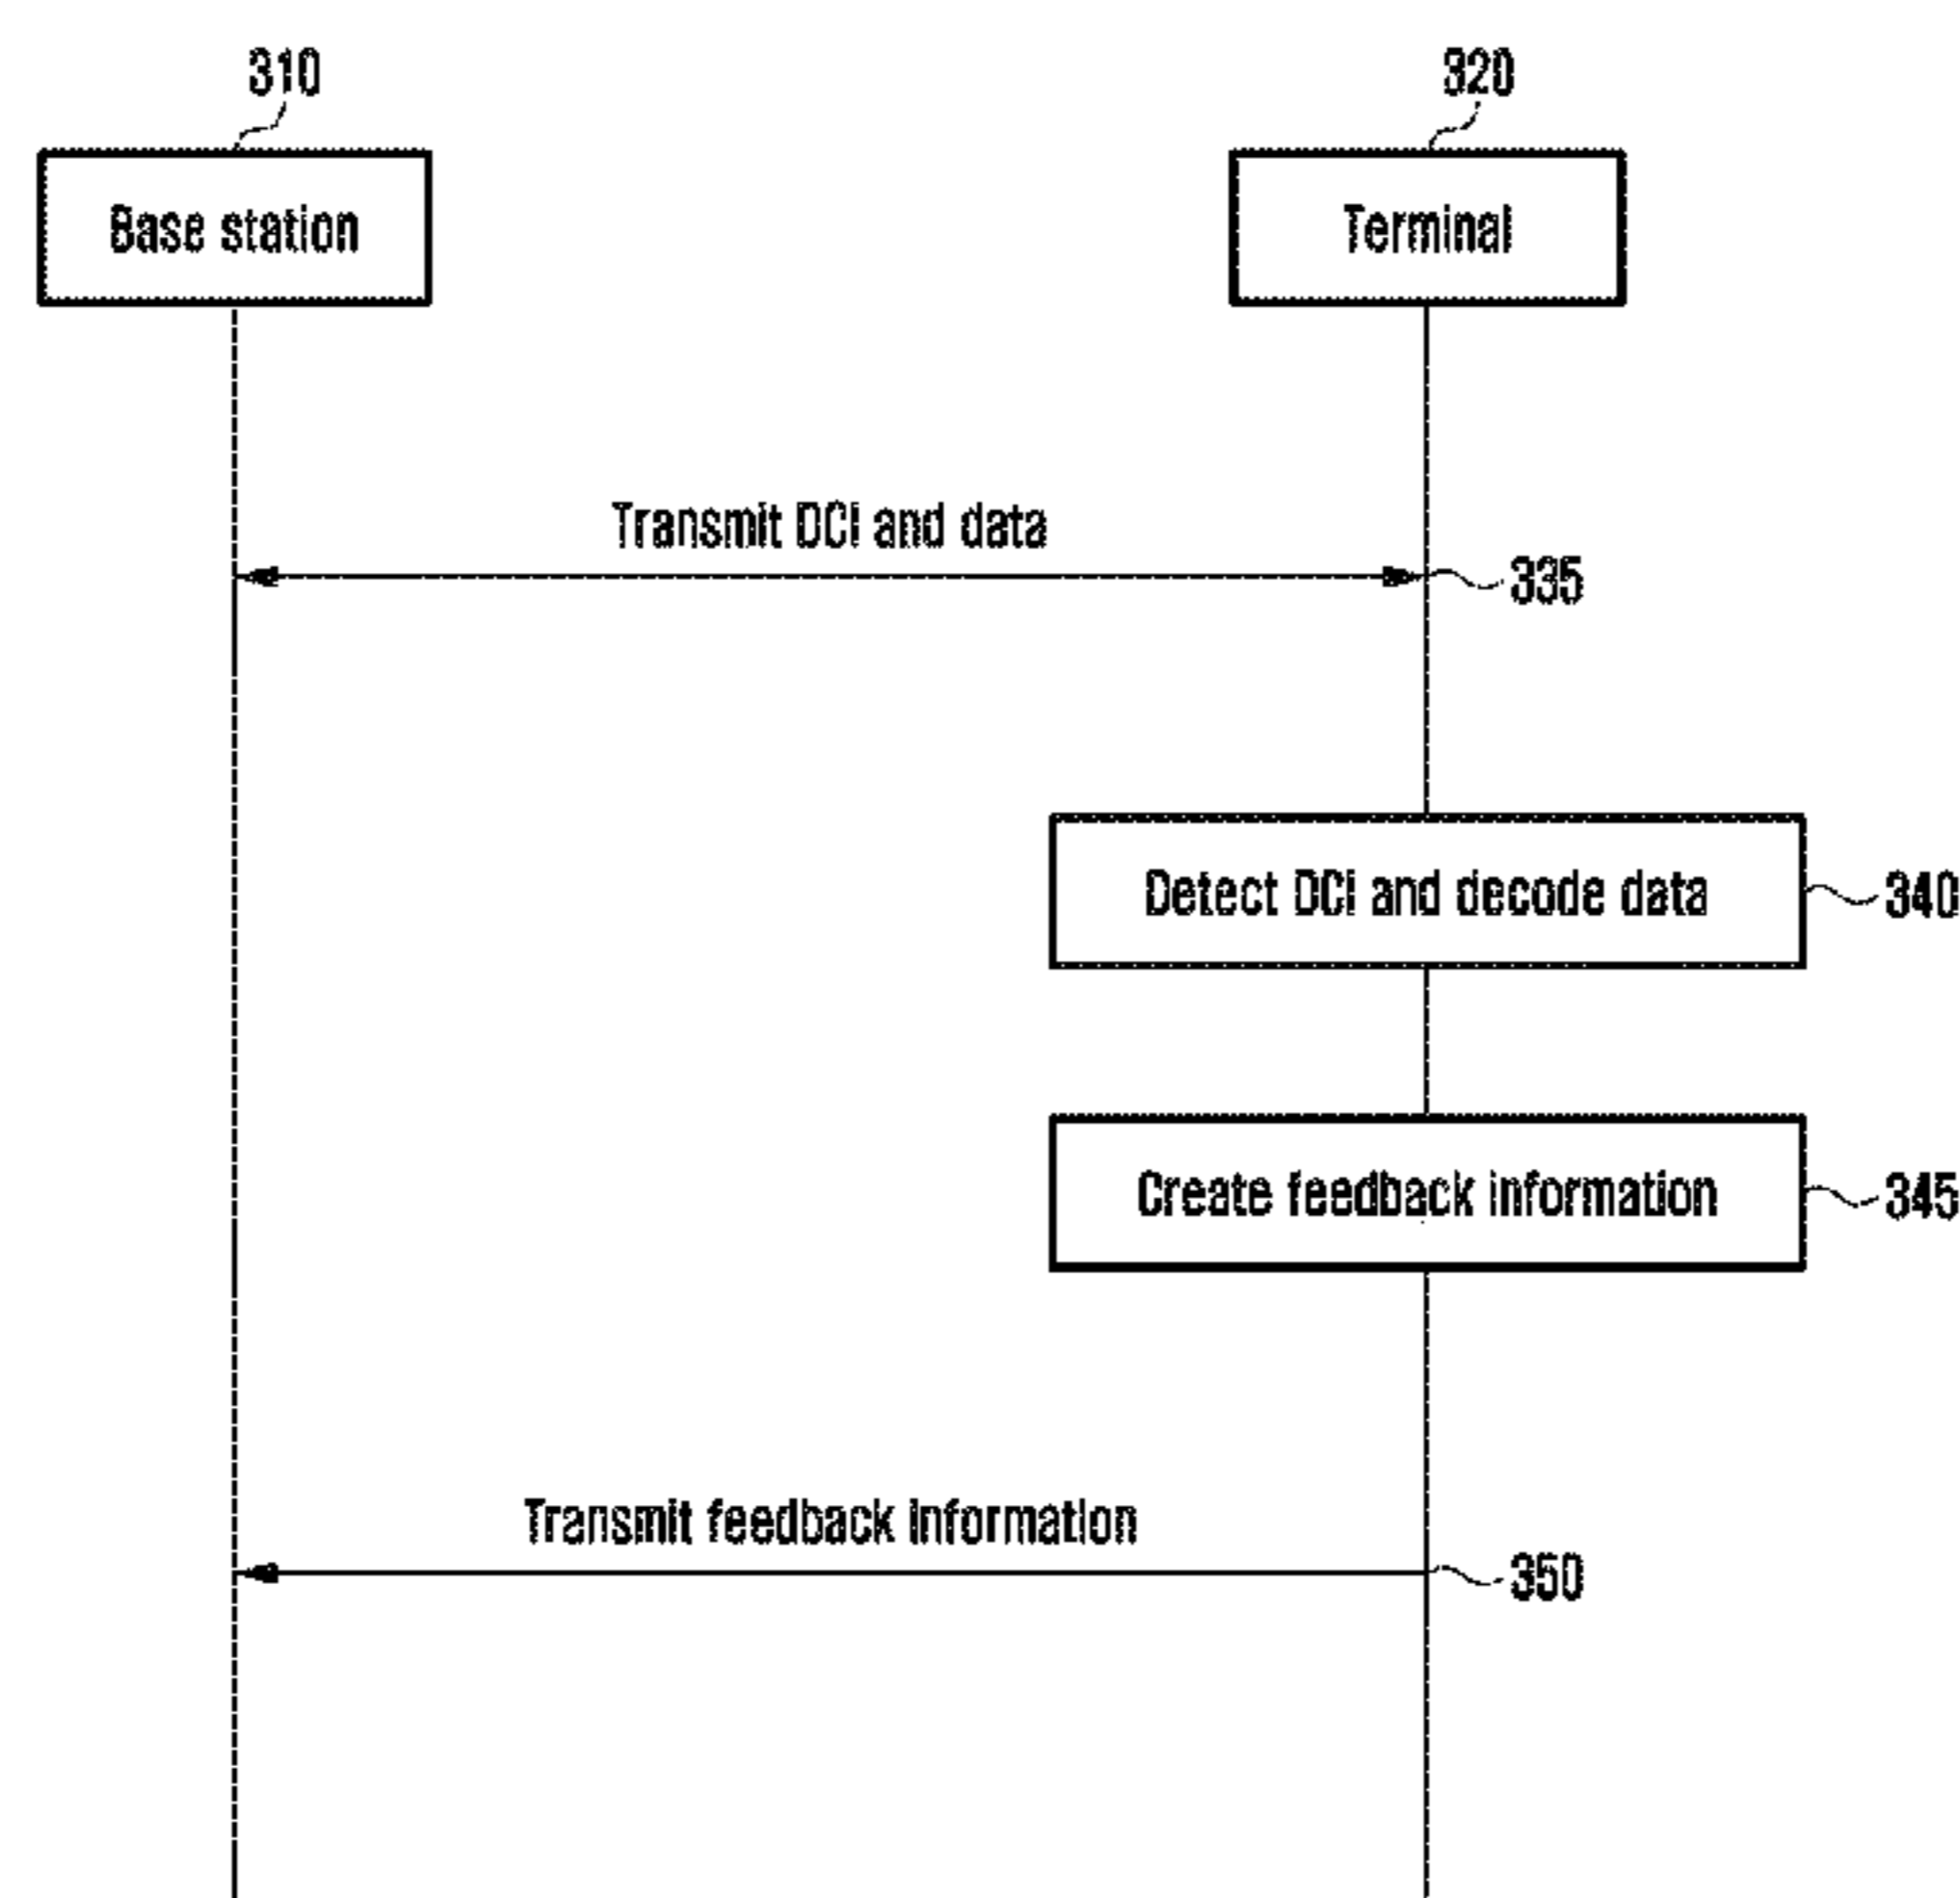 310
320
Base station
Terminal
Transmit DCI and data
335
Detect DCI and decode data
340
Create feedback information
345
Transmit feedback information
350